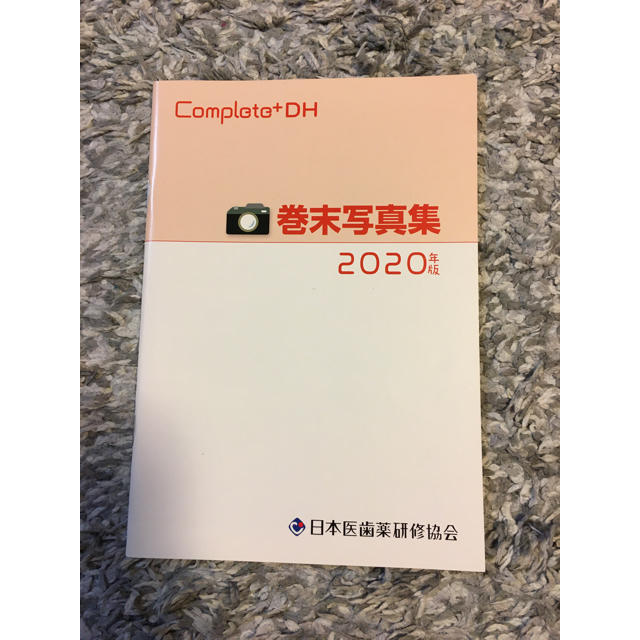 Complete+DH
巻末写真集
2020年版
日本医歯薬研修協会